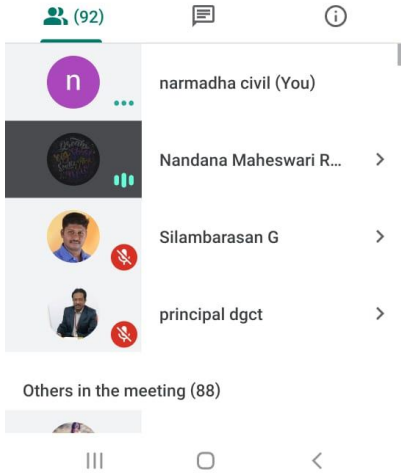 (92)
n
narmadha civil (You)
Nandana Maheswari R...
Silambarasan G
principal dgct
Others in the meeting (88)